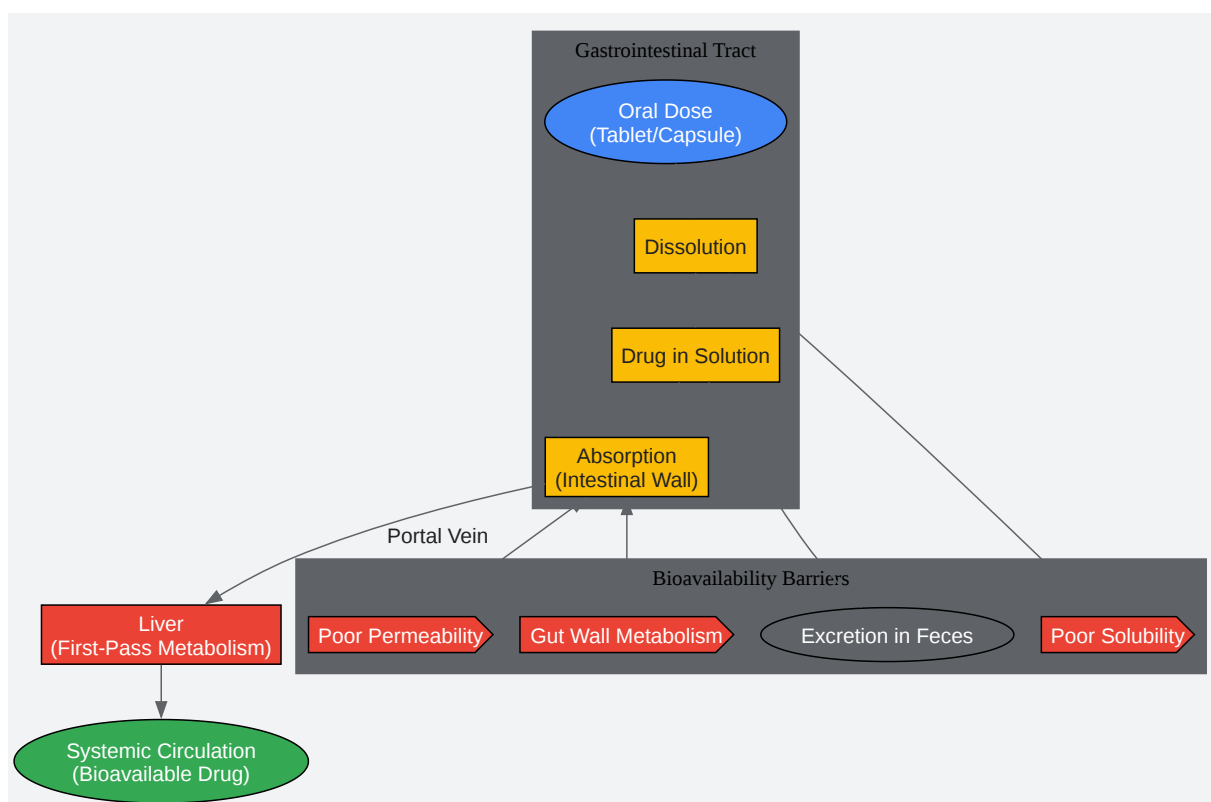 Gastrointestinal Tract
Oral Dose
(Tablet/Capsule)
Dissolution
Drug in Solution
Absorption
(Intestinal Wall)
Portal Vein
Bioavailability Barriers
Liver
(First-Pass Metabolism)
Poor Permeability
Gut Wall Metabolism
Excretion in Feces
Poor Solubility
Systemic Circulation
(Bioavailable Drug)